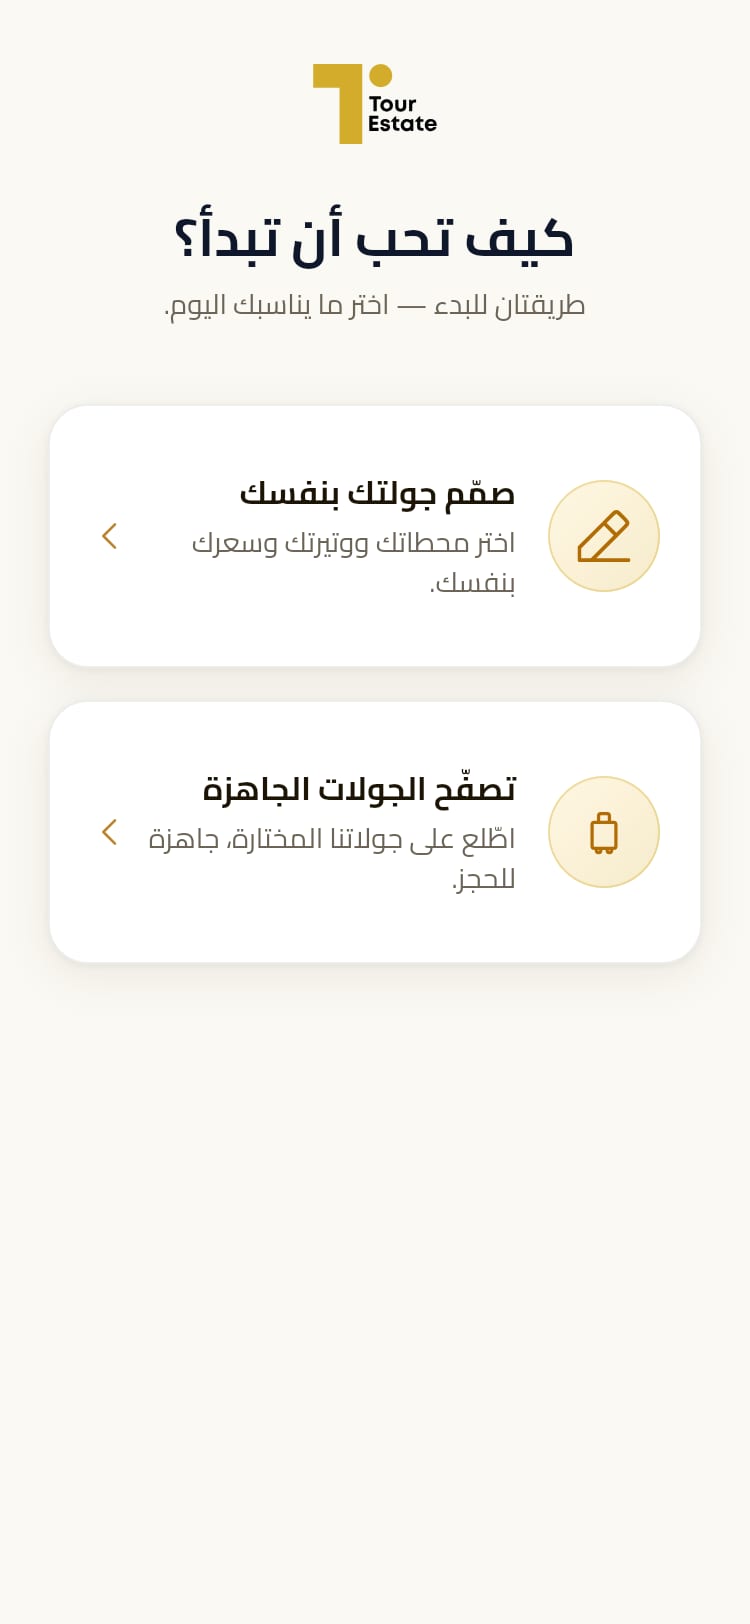 Tour
Estate
كيف تحب أن تبدأ؟
طريقتان للبدء — اختر ما يناسبك اليوم.
صمّم جولتك بنفسك
اختر محطاتك ووتيرتك وسعرك
بنفسك.
تصفّح الجولات الجاهزة
اطّلع على جولاتنا المختارة، جاهزة
للحجز.